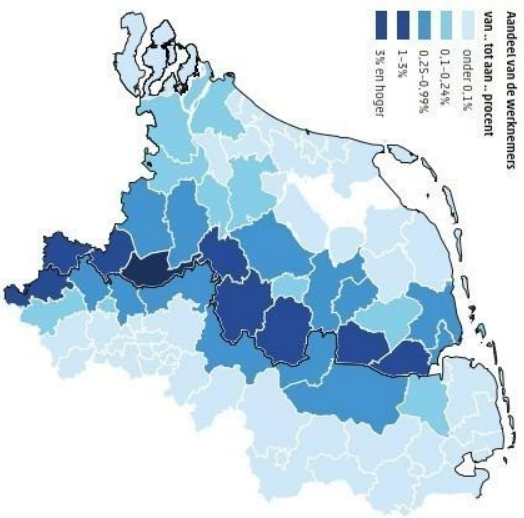 Aandeel van de werknemers
van .. tot aan .. procent
onder 0,1%
0,1–0,24%
0,25–0,99%
1–3%
3% en hoger